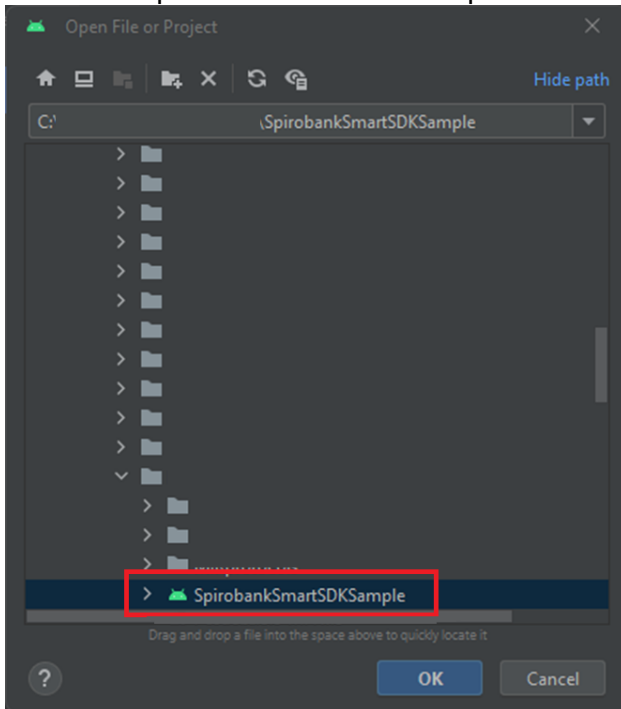 Open File or Project
Hide path
C:\ \SpirobankSmartSDKSample
SpirobankSmartSDKSample
Drag and drop a file into the space above to quickly locate it
?
OK
Cancel